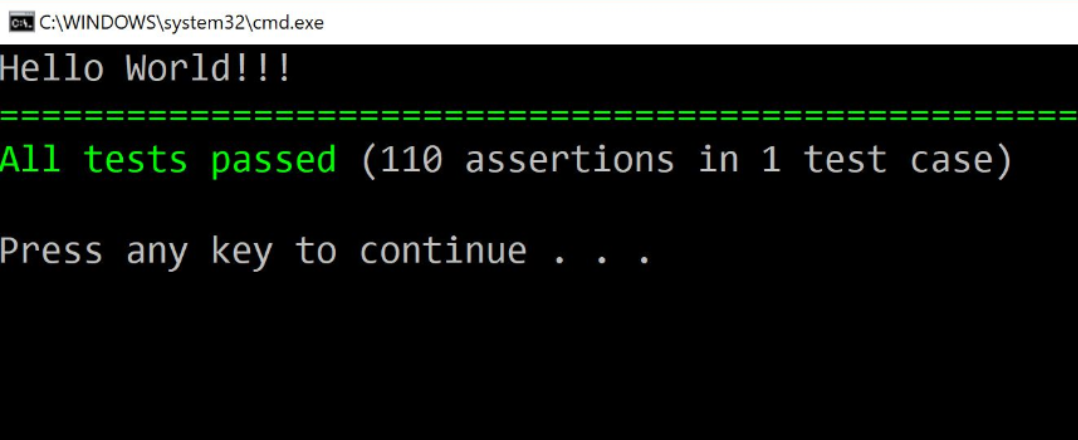 C:\WINDOWS\system32\cmd.exe
Hello World!!!
===================================================
All tests passed (110 assertions in 1 test case)
Press any key to continue . . .